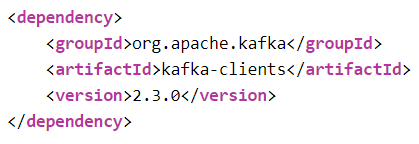 <dependency>
    <groupId>org.apache.kafka</groupId>
    <artifactId>kafka-clients</artifactId>
    <version>2.3.0</version>
</dependency>